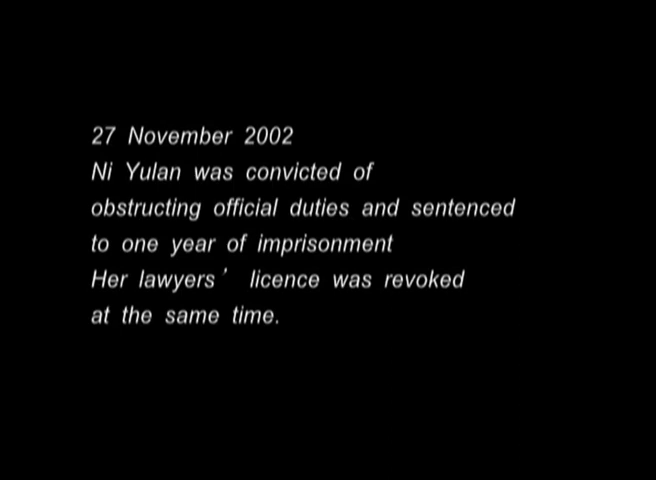 27 November 2002
Ni Yulan was convicted of
obstructing official duties and sentenced
to one year of imprisonment
Her lawyers’ licence was revoked
at the same time.